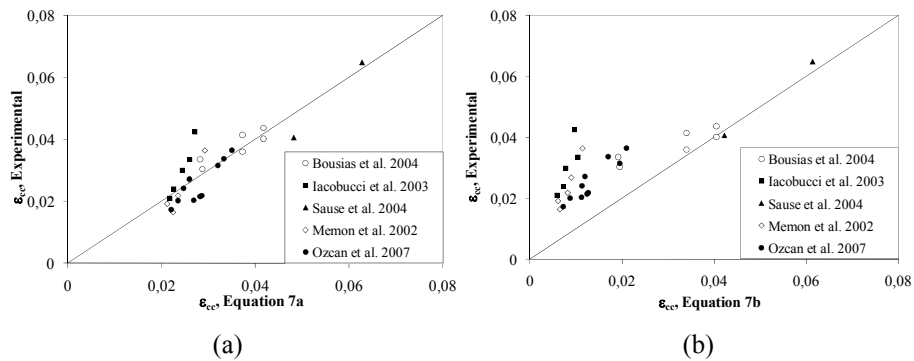 0,08
0,06
0,04
0,02
0
εcc, Experimental
Bousias et al. 2004
Iacobucci et al. 2003
Sause et al. 2004
Memon et al. 2002
Ozcan et al. 2007
0 0,02 0,04 0,06 0,08
εcc, Equation 7a
(a)
0,08
0,06
0,04
0,02
0
εcc, Experimental
Bousias et al. 2004
Iacobucci et al. 2003
Sause et al. 2004
Memon et al. 2002
Ozcan et al. 2007
0 0,02 0,04 0,06 0,08
εcc, Equation 7b
(b)